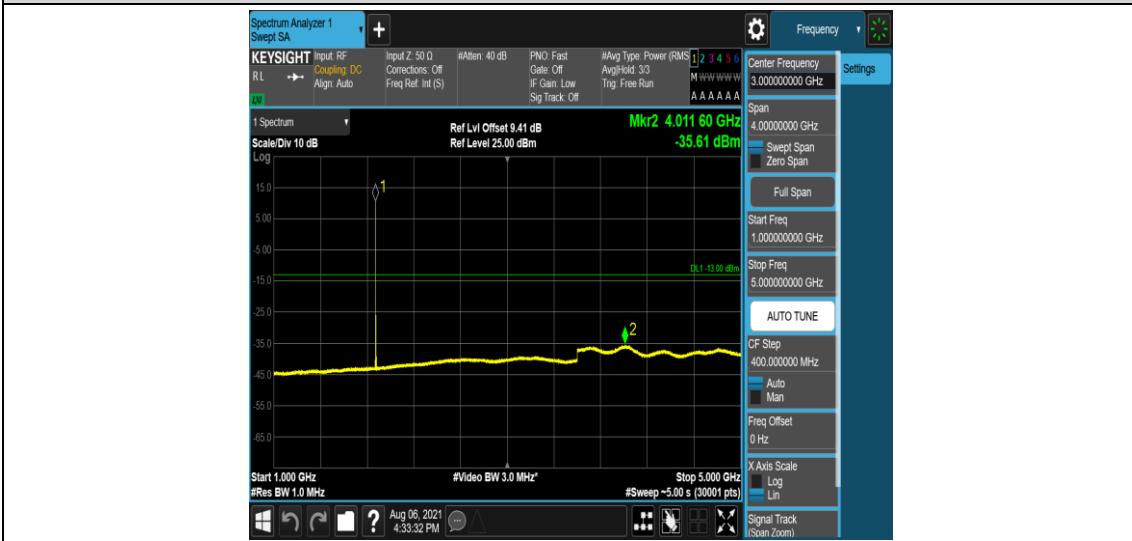 Spectrum Analyzer 1
Swept SA
+
Frequency
KEYSIGHT
R L
LXI
Input: RF
Coupling: DC
Align: Auto
Input Z: 50 Ω
Corrections: Off
Freq Ref: Int (S)
#Atten: 40 dB
PNO: Fast
Gate: Off
IF Gain: Low
Sig Track: Off
#Avg Type: Power (RMS
Avg|Hold: 3/3
Trig: Free Run
1 2 3 4 5 6
M W W W W W
A A A A A A
1 Spectrum
Scale/Div 10 dB
Log
Ref Lvl Offset 9.41 dB
Ref Level 25.00 dBm
Mkr2 4.011 60 GHz
-35.61 dBm
15.0
5.00
-5.00
-15.0
-25.0
-35.0
-45.0
-55.0
-65.0
1
DL1 -13.00 dBm
2
Start 1.000 GHz
#Res BW 1.0 MHz
#Video BW 3.0 MHz*
Stop 5.000 GHz
#Sweep ~5.00 s (30001 pts)
?
Aug 06, 2021
4:33:32 PM
Center Frequency
3.000000000 GHz
Settings
Span
4.00000000 GHz
Swept Span
Zero Span
Full Span
Start Freq
1.000000000 GHz
Stop Freq
5.000000000 GHz
AUTO TUNE
CF Step
400.000000 MHz
Auto
Man
Freq Offset
0 Hz
X Axis Scale
Log
Lin
Signal Track
(Span Zoom)